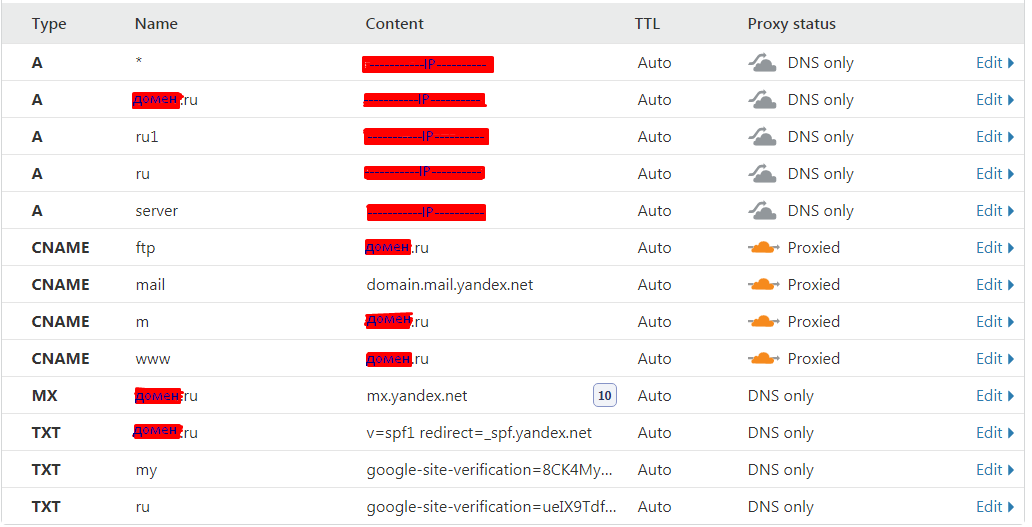 Type Name Content TTL Proxy status
A * -----------IP---------- Auto DNS only Edit
A домен.ru -----------IP---------- Auto DNS only Edit
A ru1 -----------IP---------- Auto DNS only Edit
A ru -----------IP---------- Auto DNS only Edit
A server -----------IP---------- Auto DNS only Edit
CNAME ftp домен.ru Auto Proxied Edit
CNAME mail domain.mail.yandex.net Auto Proxied Edit
CNAME m домен.ru Auto Proxied Edit
CNAME www домен.ru Auto Proxied Edit
MX домен.ru mx.yandex.net 10 Auto DNS only Edit
TXT домен.ru v=spf1 redirect=_spf.yandex.net Auto DNS only Edit
TXT my google-site-verification=8CK4My... Auto DNS only Edit
TXT ru google-site-verification=ueIX9Tdf... Auto DNS only Edit